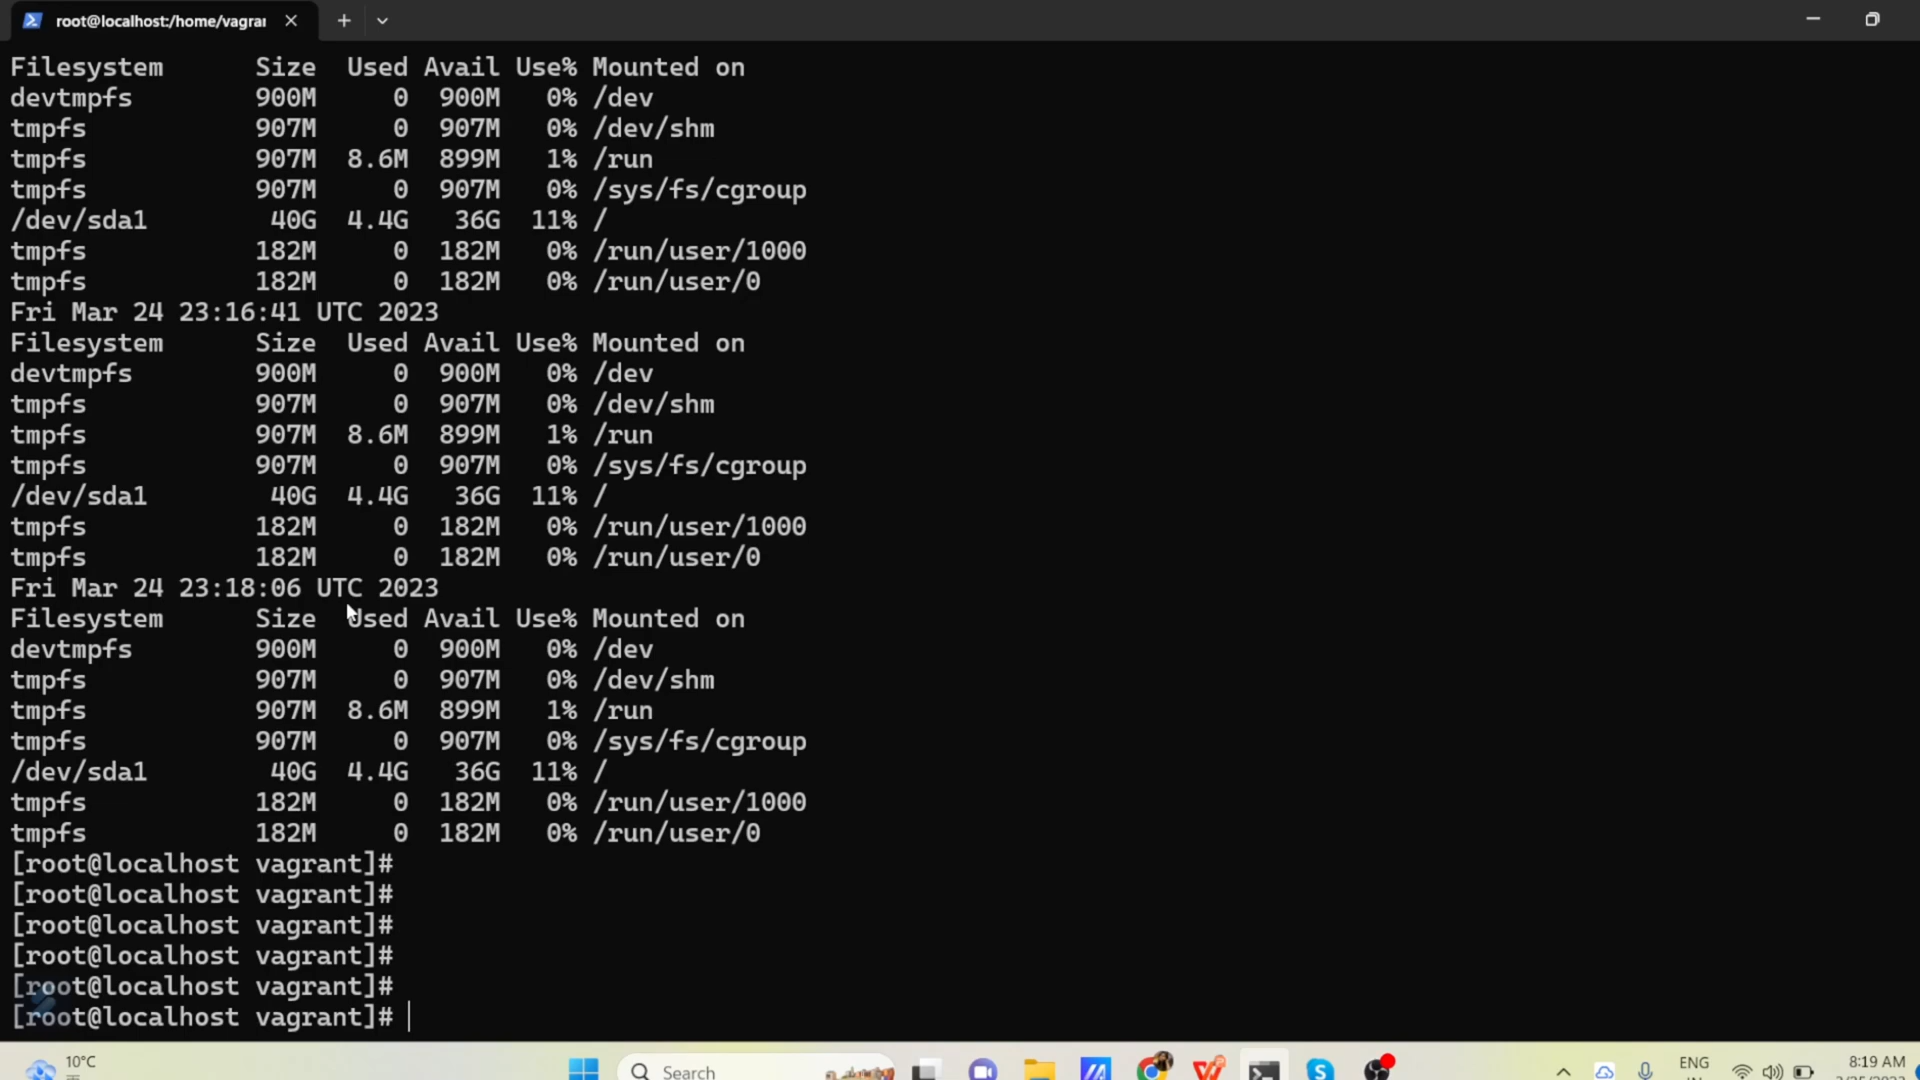 root@localhost:/home/vagrar
Filesystem Size Used Avail Use% Mounted on
devtmpfs 900M 0 900M 0% /dev
tmpfs 907M 0 907M 0% /dev/shm
tmpfs 907M 8.6M 899M 1% /run
tmpfs 907M 0 907M 0% /sys/fs/cgroup
/dev/sda1 40G 4.4G 36G 11% /
tmpfs 182M 0 182M 0% /run/user/1000
tmpfs 182M 0 182M 0% /run/user/0
Fri Mar 24 23:16:41 UTC 2023
Filesystem Size Used Avail Use% Mounted on
devtmpfs 900M 0 900M 0% /dev
tmpfs 907M 0 907M 0% /dev/shm
tmpfs 907M 8.6M 899M 1% /run
tmpfs 907M 0 907M 0% /sys/fs/cgroup
/dev/sda1 40G 4.4G 36G 11% /
tmpfs 182M 0 182M 0% /run/user/1000
tmpfs 182M 0 182M 0% /run/user/0
Fri Mar 24 23:18:06 UTC 2023
Filesystem Size Used Avail Use% Mounted on
devtmpfs 900M 0 900M 0% /dev
tmpfs 907M 0 907M 0% /dev/shm
tmpfs 907M 8.6M 899M 1% /run
tmpfs 907M 0 907M 0% /sys/fs/cgroup
/dev/sda1 40G 4.4G 36G 11% /
tmpfs 182M 0 182M 0% /run/user/1000
tmpfs 182M 0 182M 0% /run/user/0
[root@localhost vagrant]#
[root@localhost vagrant]#
[root@localhost vagrant]#
[root@localhost vagrant]#
[root@localhost vagrant]#
[root@localhost vagrant]#
10°C
Search
ENG
8:19 AM